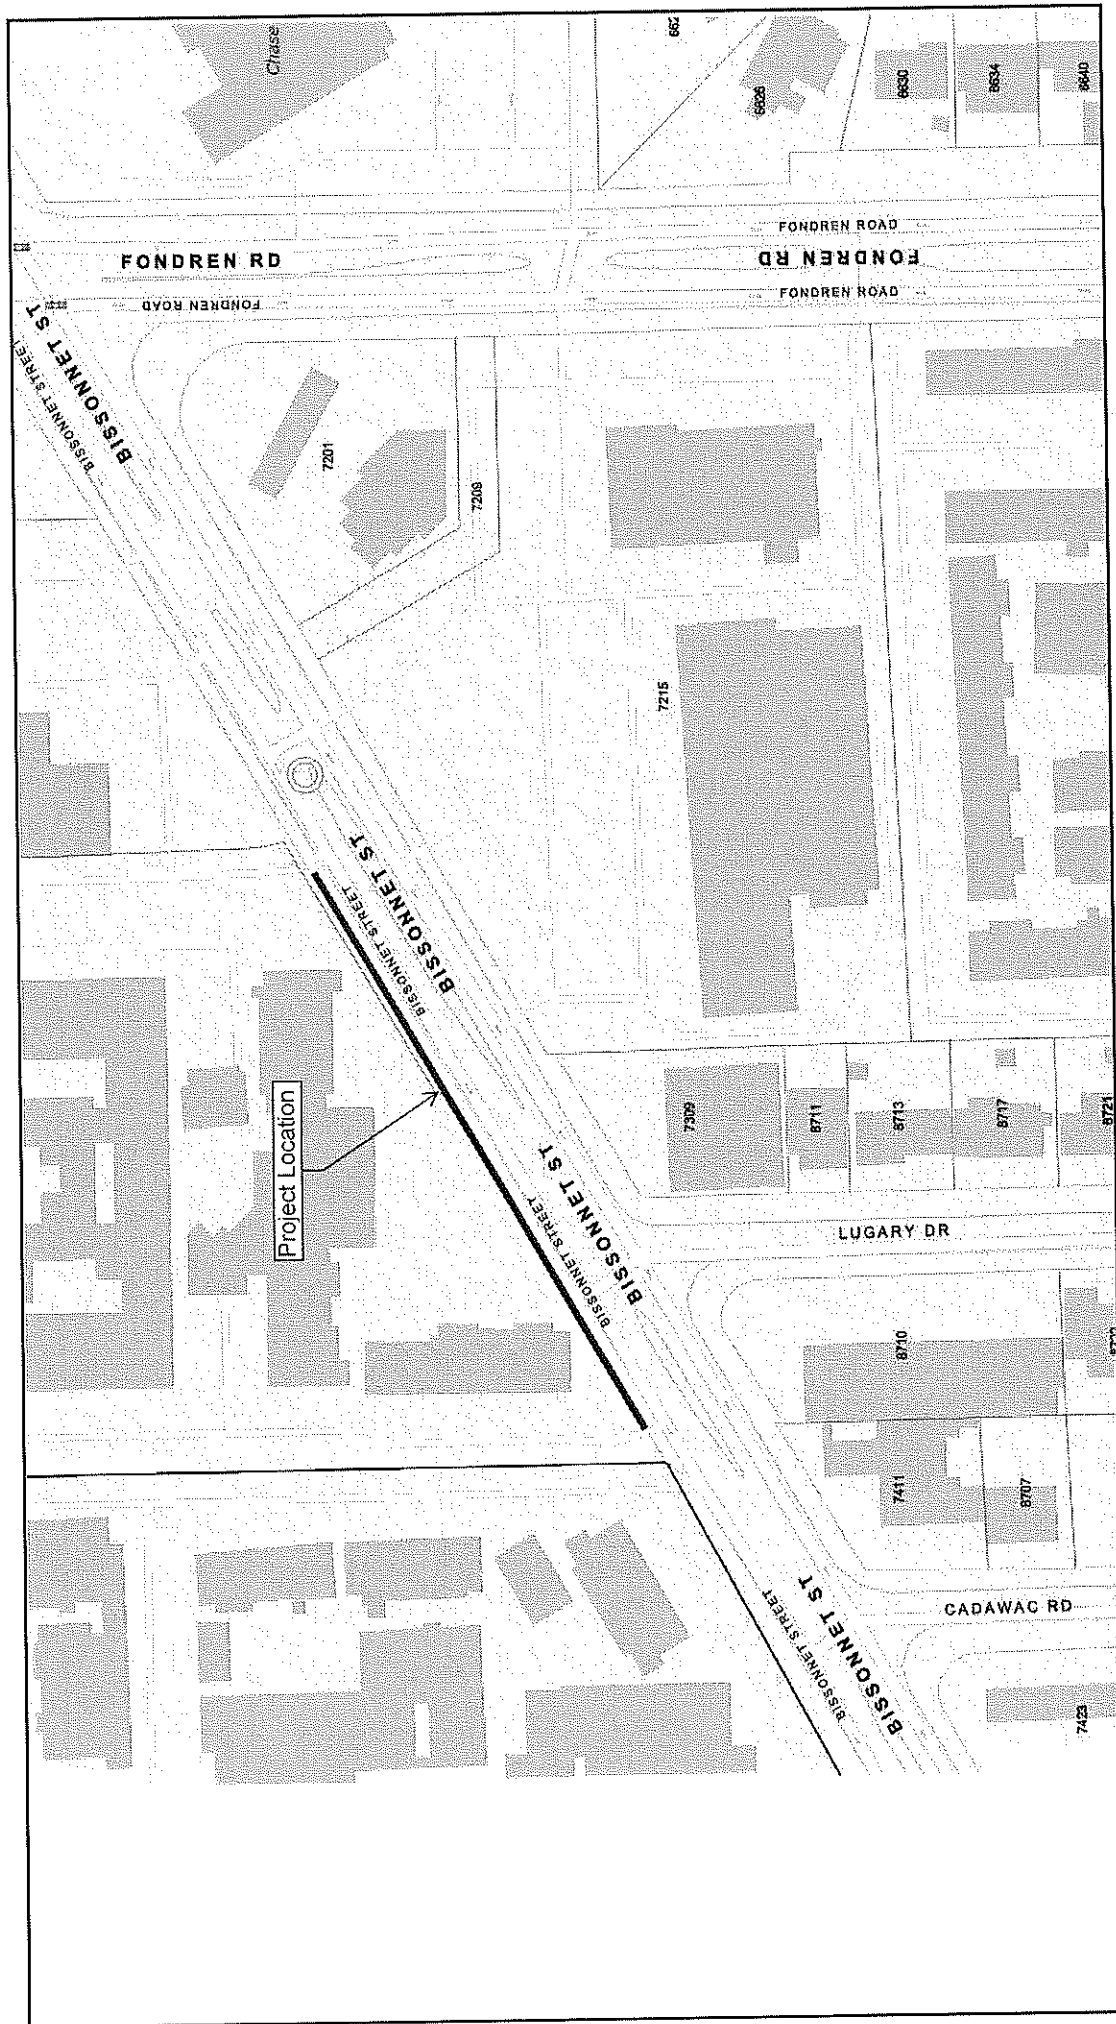 Chase
662
6626
6630
6634
6640
FONDREN RD
FONDREN ROAD
FONDREN ROAD
FONDREN RD
FONDREN ROAD
BISSONNET ST
BISSONNET STREET
7201
7209
7215
BISSONNET ST
BISSONNET STREET
Project Location
7309
8711
8713
8717
8721
BISSONNET ST
BISSONNET STREET
LUGARY DR
8710
7411
8707
BISSONNET ST
BISSONNET STREET
CADAWAC RD
7423